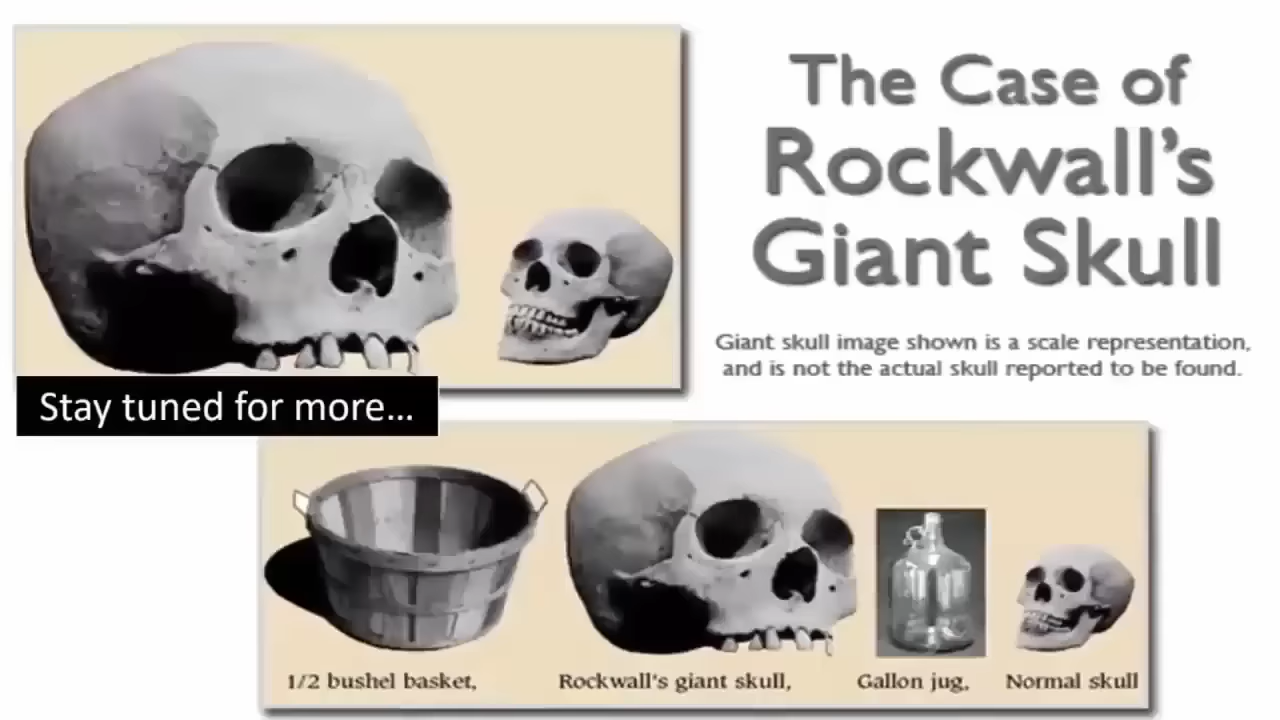 The Case of
Rockwall's
Giant Skull
Giant skull image shown is a scale representation,
and is not the actual skull reported to be found.
Stay tuned for more...
1/2 bushel basket, Rockwall's giant skull, Gallon jug, Normal skull